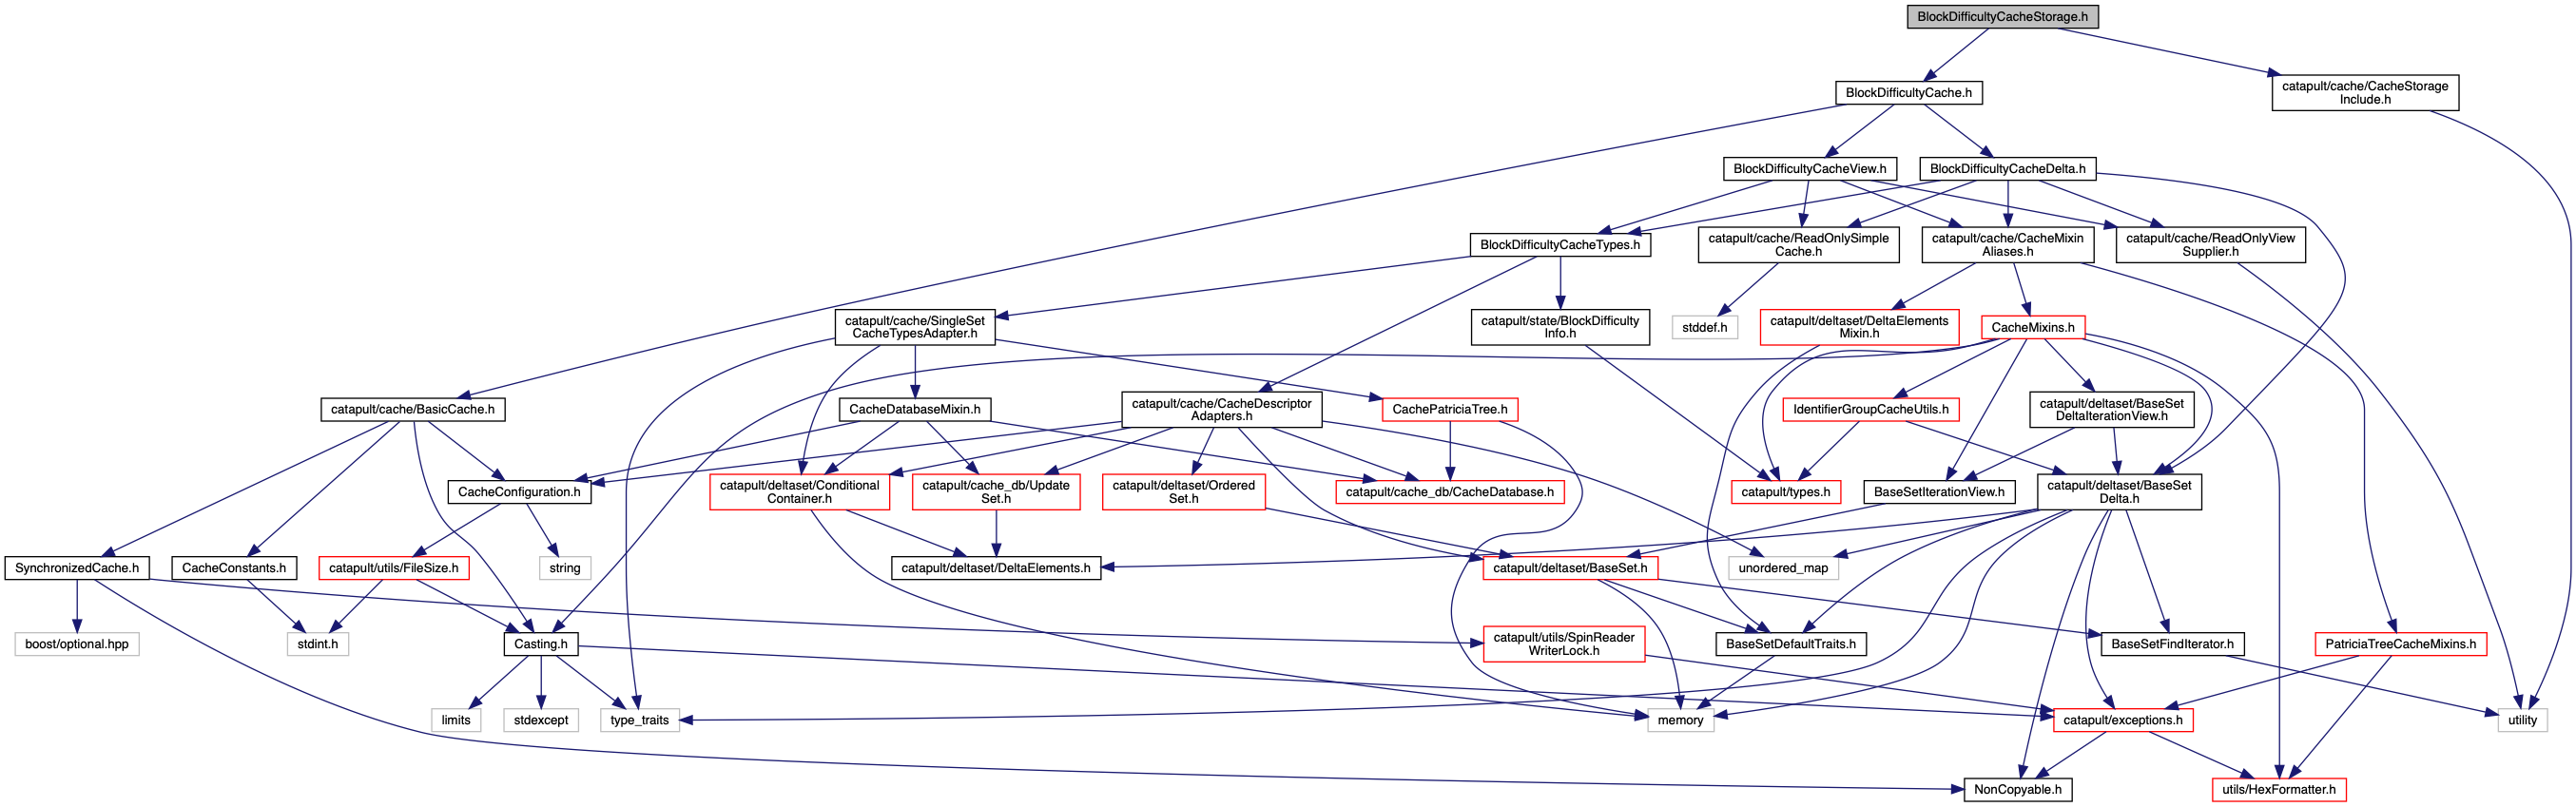 BlockDifficultyCacheStorage.h
BlockDifficultyCache.h
catapult/cache/CacheStorage
Include.h
BlockDifficultyCacheView.h
BlockDifficultyCacheDelta.h
BlockDifficultyCacheTypes.h
catapult/cache/ReadOnlySimple
Cache.h
catapult/cache/CacheMixin
Aliases.h
catapult/cache/ReadOnlyView
Supplier.h
catapult/cache/SingleSet
CacheTypesAdapter.h
catapult/state/BlockDifficulty
Info.h
stddef.h
catapult/deltaset/DeltaElements
Mixin.h
CacheMixins.h
catapult/cache/BasicCache.h
CacheDatabaseMixin.h
catapult/cache/CacheDescriptor
Adapters.h
CachePatriciaTree.h
IdentifierGroupCacheUtils.h
catapult/deltaset/BaseSet
DeltaIterationView.h
CacheConfiguration.h
catapult/deltaset/Conditional
Container.h
catapult/cache_db/Update
Set.h
catapult/deltaset/Ordered
Set.h
catapult/cache_db/CacheDatabase.h
catapult/types.h
BaseSetIterationView.h
catapult/deltaset/BaseSet
Delta.h
SynchronizedCache.h
CacheConstants.h
catapult/utils/FileSize.h
string
catapult/deltaset/DeltaElements.h
catapult/deltaset/BaseSet.h
unordered_map
boost/optional.hpp
stdint.h
Casting.h
catapult/utils/SpinReader
WriterLock.h
BaseSetDefaultTraits.h
BaseSetFindIterator.h
PatriciaTreeCacheMixins.h
limits
stdexcept
type_traits
memory
catapult/exceptions.h
utility
NonCopyable.h
utils/HexFormatter.h